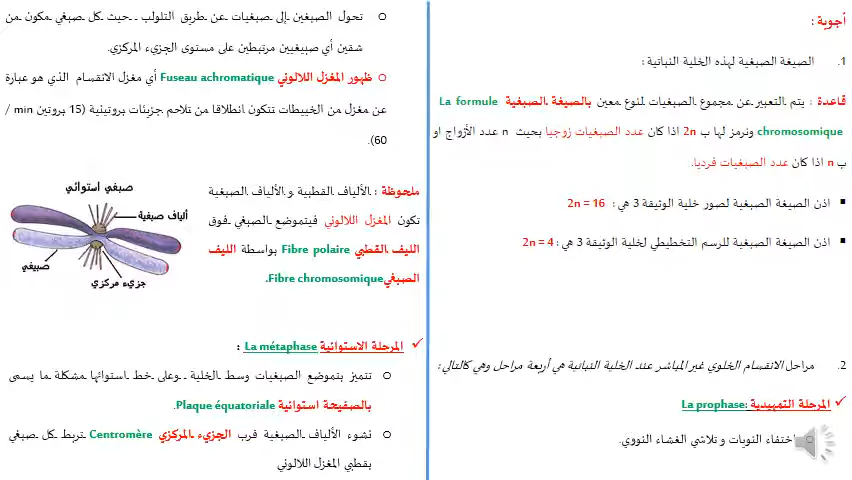 أجوبة :
1. الصيغة الصبغية لهذه الخلية النباتية :
قاعدة : يتم التعبير عن مجموع الصبغيات لنوع معين بالصيغة الصبغية La formule
chromosomique ونرمز لها ب 2n اذا كان عدد الصبغيات زوجيا بحيث n عدد الأزواج او
ب n اذا كان عدد الصبغيات فرديا.
▪ اذن الصيغة الصبغية لصور خلية الوثيقة 3 هي : 2n = 16
▪ اذن الصيغة الصبغية للرسم التخطيطي لخلية الوثيقة 3 هي : 2n = 4
2. مراحل الانقسام الخلوي غير المباشر عند الخلية النباتية هي أربعة مراحل وهي كالتالي :
✓ المرحلة التمهيدية La prophase:
اختفاء النويات و تلاشي الغشاء النووي.
o تحول الصبغين إلى صبغيات عن طريق التلولب . حيث كل صبغي مكون من
شقين أي صبيغيين مرتبطين على مستوى الجزيء المركزي.
o ظهور المغزل اللالوني Fuseau achromatique أي مغزل الانقسام الذي هو عبارة
عن مغزل من الخييطات تتكون انطلاقا من تلاحم جزيئات بروتينية (15 بروتين / min
60).
ملحوظة : الألياف القطبية و الألياف الصبغية
تكون المغزل اللالوني فيتموضع الصبغي فوق
الليف القطبي Fibre polaire بواسطة الليف
الصبغي Fibre chromosomique.
صبغي استوائي
ألياف صبغية
صبيغي
جزيء مركزي
✓ المرحلة الاستوائية La métaphase :
o تتميز بتموضع الصبغيات وسط الخلية . وعلى خط استوائها مشكلة ما يسمى
بالصفيحة استوائية Plaque équatoriale.
o نشوء الألياف الصبغية قرب الجزيء المركزي Centromère تربط كل صبغي
بقطبي المغزل اللالوني